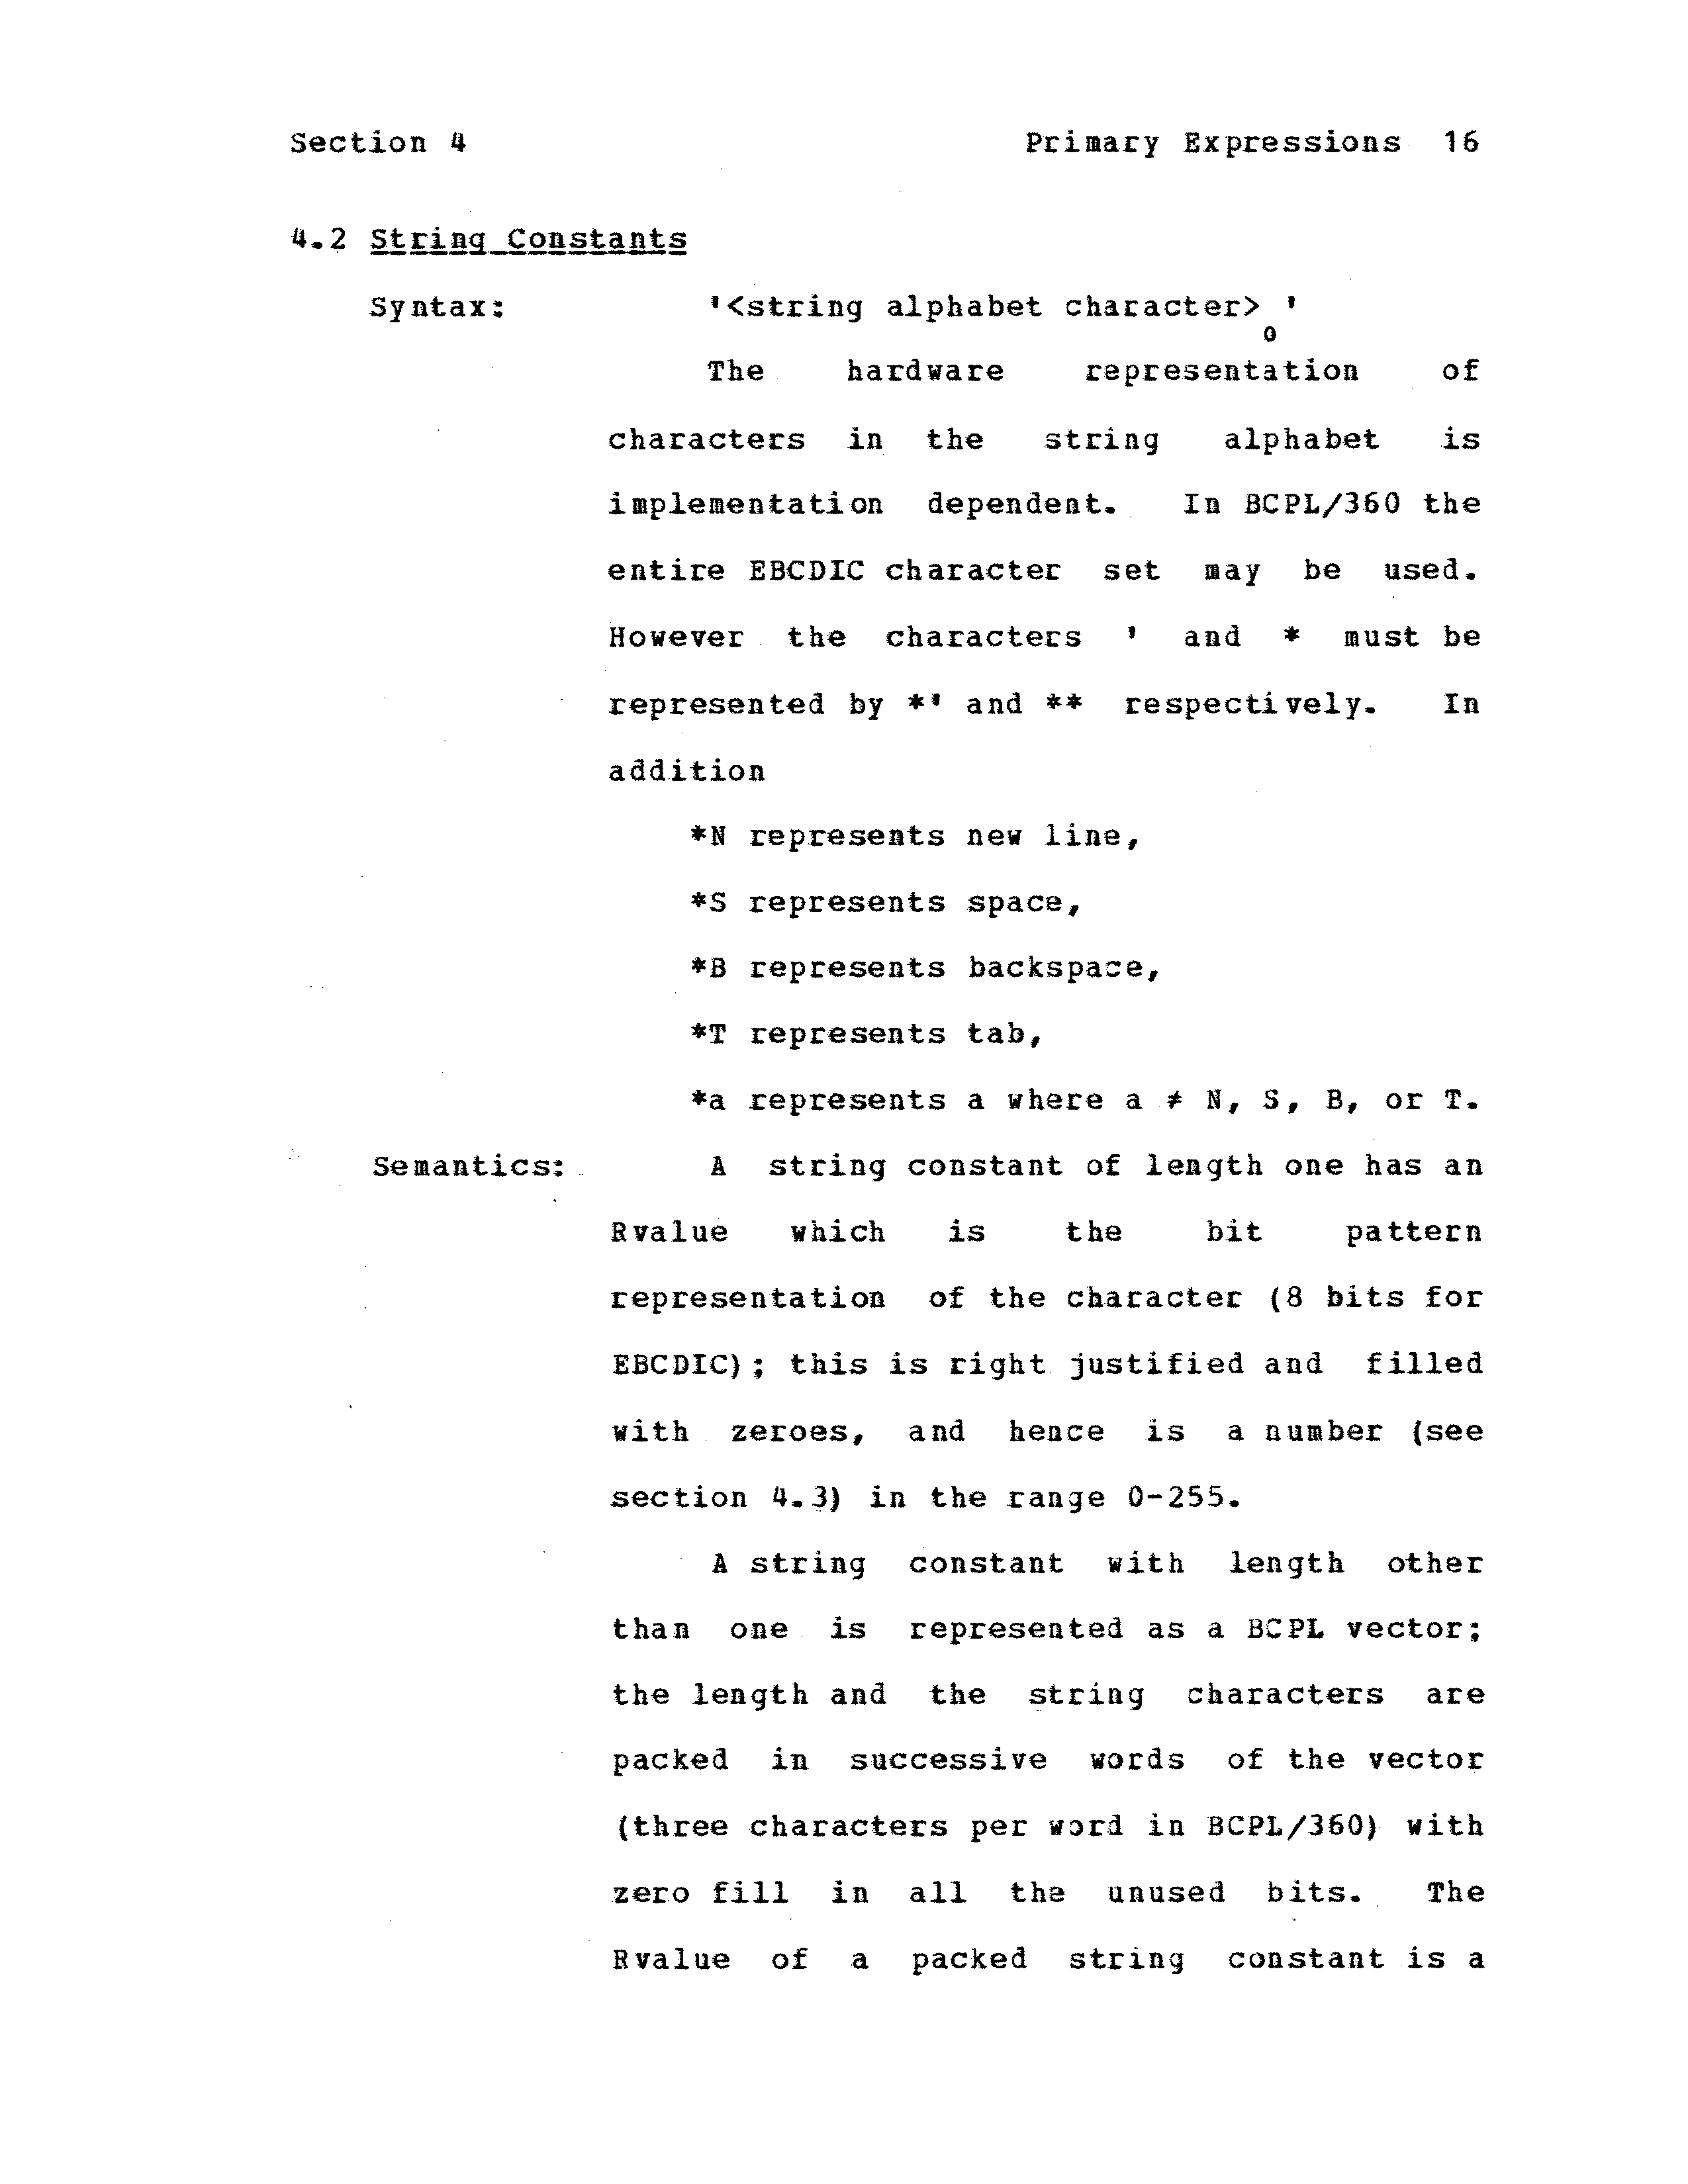 Section 4 Primary Expressions 16
4.2 String Constants
Syntax: '<string alphabet character> '
0
The hardware representation of
characters in the string alphabet is
implementation dependent. In BCPL/360 the
entire EBCDIC character set may be used.
However the characters ' and * must be
represented by *' and ** respectively. In
addition
*N represents new line,
*S represents space,
*B represents backspace,
*T represents tab,
*a represents a where a ≠ N, S, B, or T.
Semantics: A string constant of length one has an
Rvalue which is the bit pattern
representation of the character (8 bits for
EBCDIC); this is right justified and filled
with zeroes, and hence is a number (see
section 4.3) in the range 0-255.
A string constant with length other
than one is represented as a BCPL vector;
the length and the string characters are
packed in successive words of the vector
(three characters per word in BCPL/360) with
zero fill in all the unused bits. The
Rvalue of a packed string constant is a